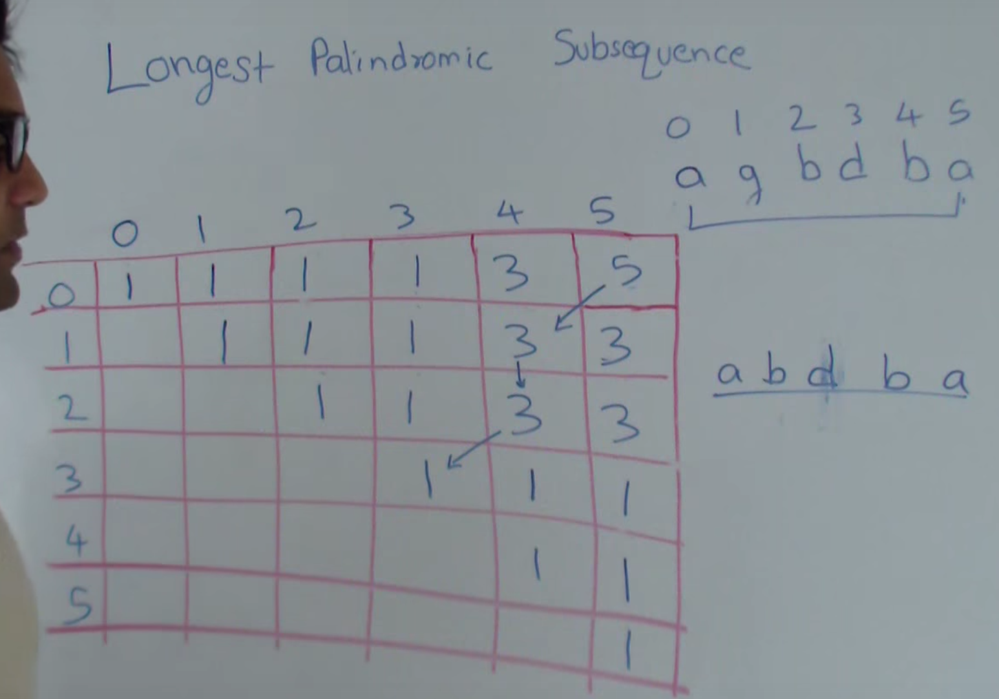 Longest Palindromic Subsequence
0 1 2 3 4 5
a g b d b a
0 1 2 3 4 5
0 1 1 1 1 3 5
1 1 1 1 3 3
a b d b a
2 1 1 3 3
3 1 1 1
4 1 1
5 1